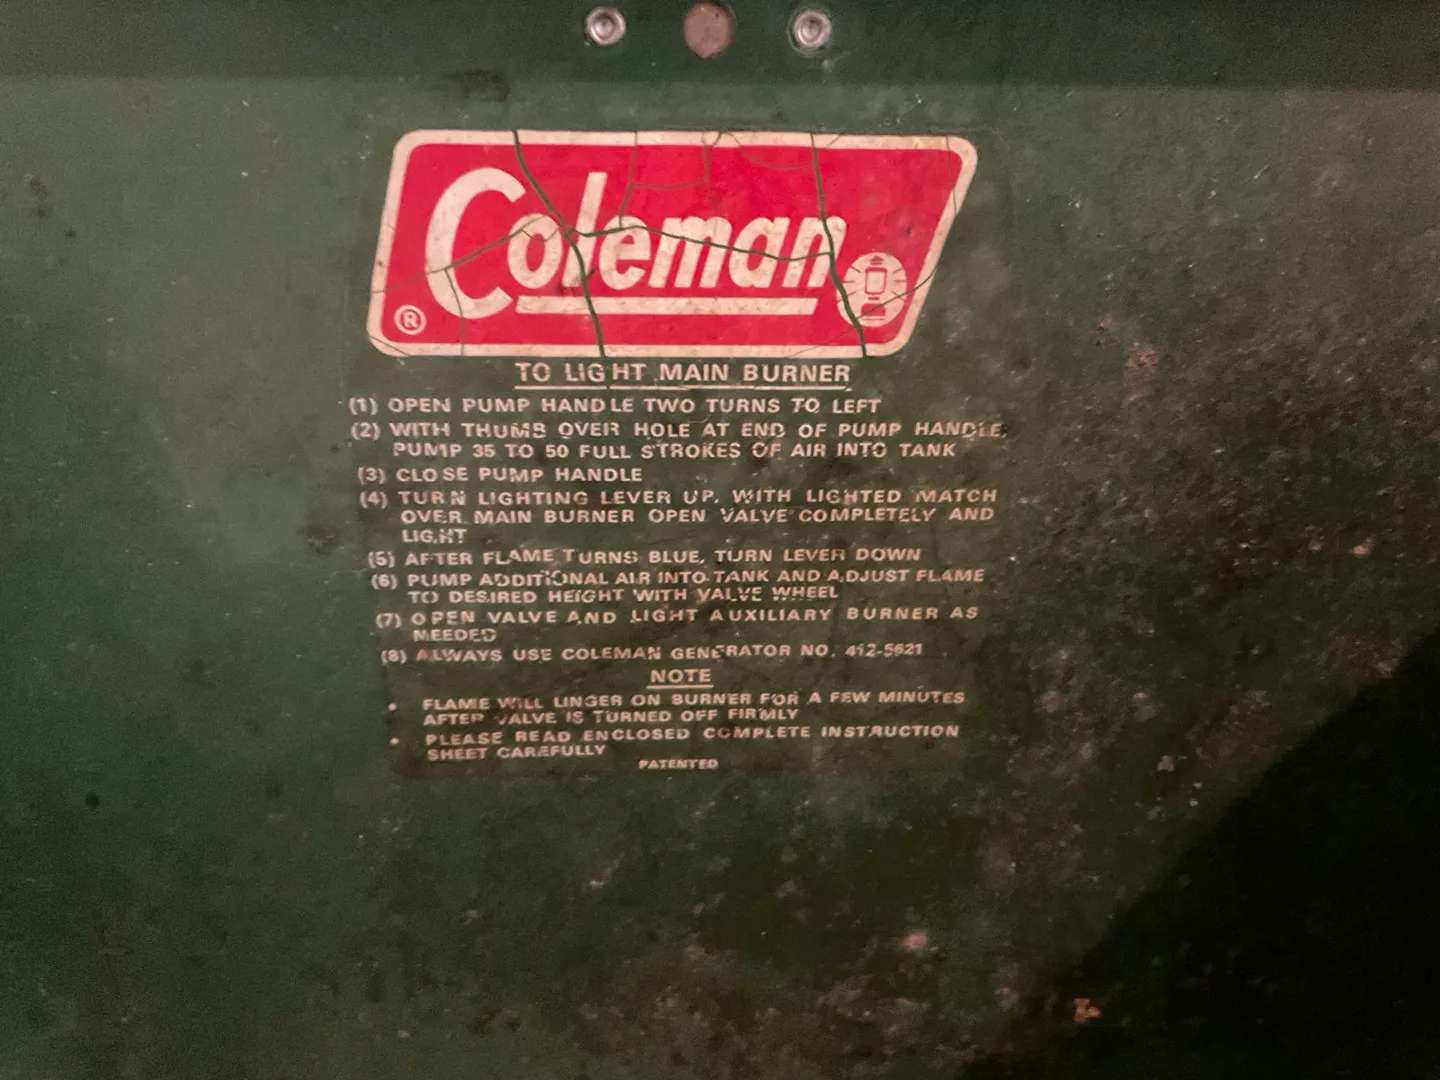 Coleman
®
TO LIGHT MAIN BURNER
(1) OPEN PUMP HANDLE TWO TURNS TO LEFT
(2) WITH THUMB OVER HOLE AT END OF PUMP HANDLE,
PUMP 35 TO 50 FULL STROKES OF AIR INTO TANK
(3) CLOSE PUMP HANDLE
(4) TURN LIGHTING LEVER UP, WITH LIGHTED MATCH
OVER MAIN BURNER OPEN VALVE COMPLETELY AND
LIGHT
(5) AFTER FLAME TURNS BLUE, TURN LEVER DOWN
(6) PUMP ADDITIONAL AIR INTO TANK AND ADJUST FLAME
TO DESIRED HEIGHT WITH VALVE WHEEL
(7) OPEN VALVE AND LIGHT AUXILIARY BURNER AS
NEEDED
(8) ALWAYS USE COLEMAN GENERATOR NO. 412-5621
NOTE
• FLAME WILL LINGER ON BURNER FOR A FEW MINUTES
AFTER VALVE IS TURNED OFF FIRMLY
• PLEASE READ ENCLOSED COMPLETE INSTRUCTION
SHEET CAREFULLY
PATENTED